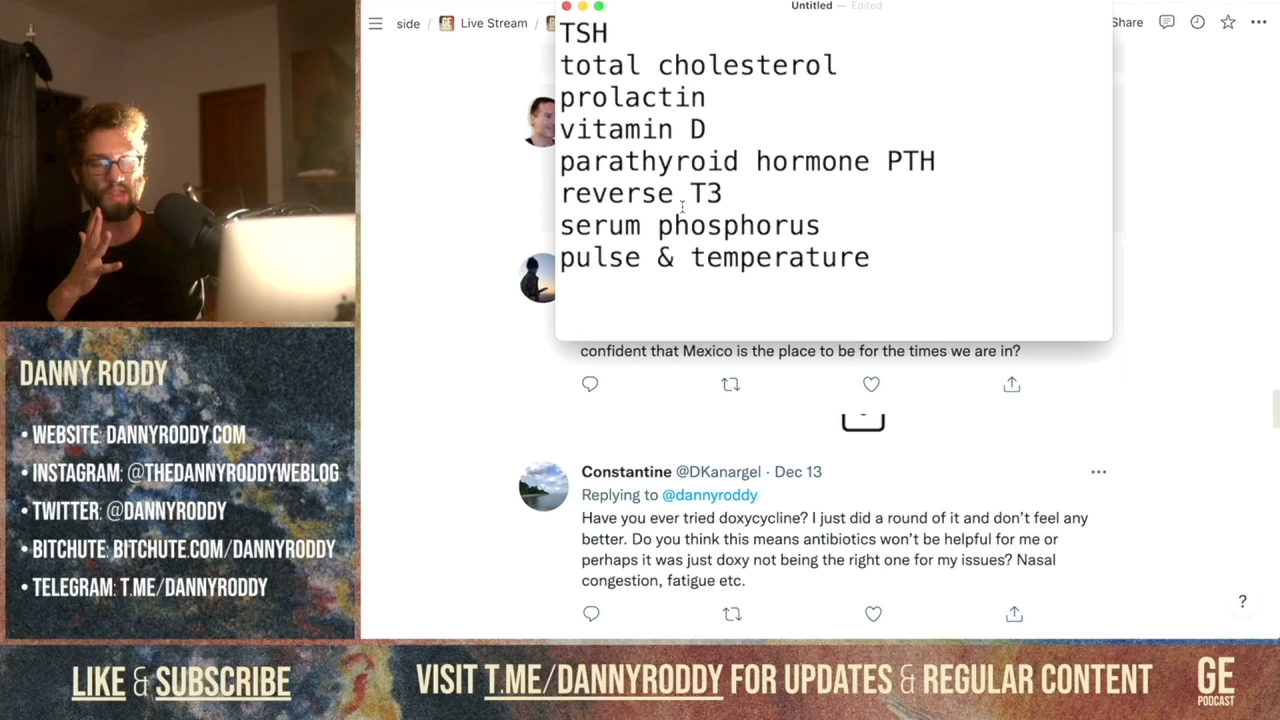 side / Live Stream /
Untitled — Edited
Share
TSH
total cholesterol
prolactin
vitamin D
parathyroid hormone PTH
reverse T3
serum phosphorus
pulse & temperature
confident that Mexico is the place to be for the times we are in?
Constantine @DKanargel · Dec 13
Replying to @dannyroddy
Have you ever tried doxycycline? I just did a round of it and don't feel any
better. Do you think this means antibiotics won't be helpful for me or
perhaps it was just doxy not being the right one for my issues? Nasal
congestion, fatigue etc.
?
DANNY RODDY
• WEBSITE: DANNYRODDY.COM
• INSTAGRAM: @THEDANNYRODDYWEBLOG
• TWITTER: @DANNYRODDY
• BITCHUTE: BITCHUTE.COM/DANNYRODDY
• TELEGRAM: T.ME/DANNYRODDY
LIKE & SUBSCRIBE
VISIT T.ME/DANNYRODDY FOR UPDATES & REGULAR CONTENT
GE
PODCAST